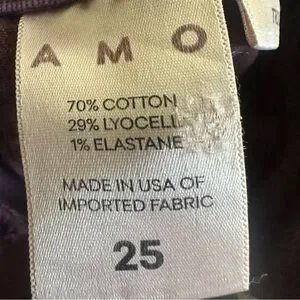 AMO
70% COTTON
29% LYOCELL
1% ELASTANE
MADE IN USA OF
IMPORTED FABRIC
25